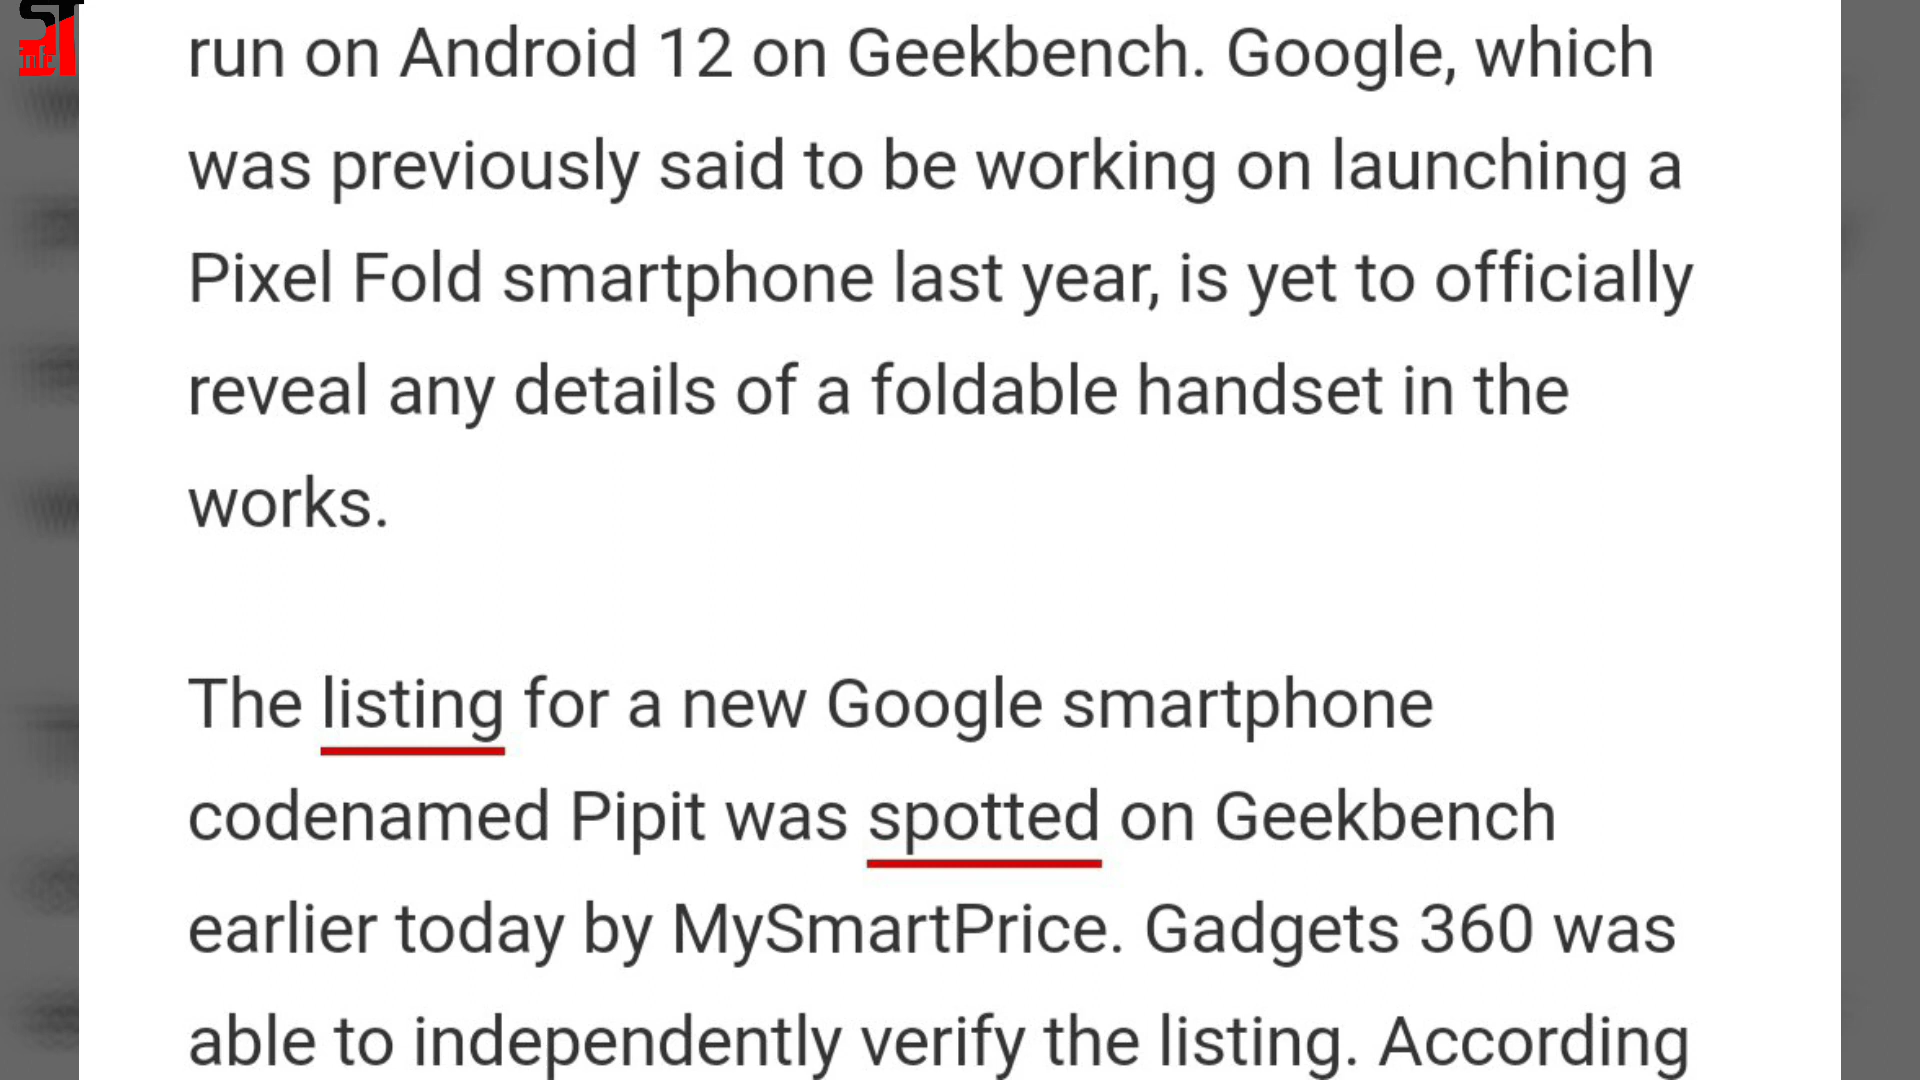 run on Android 12 on Geekbench. Google, which
was previously said to be working on launching a
Pixel Fold smartphone last year, is yet to officially
reveal any details of a foldable handset in the
works.
The listing for a new Google smartphone
codenamed Pipit was spotted on Geekbench
earlier today by MySmartPrice. Gadgets 360 was
able to independently verify the listing. According